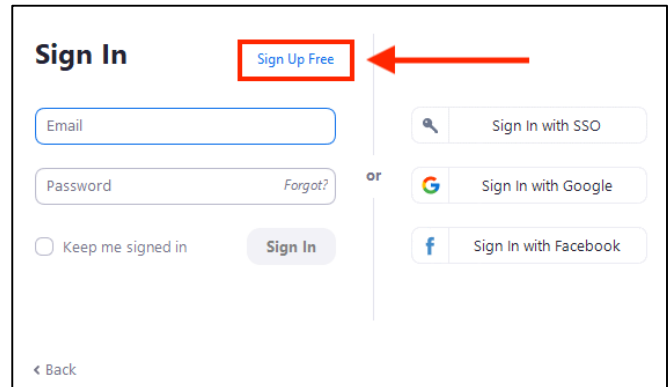 Sign In
Sign Up Free
Email
Password
Forgot?
Keep me signed in
Sign In
or
Sign In with SSO
Sign In with Google
Sign In with Facebook
< Back